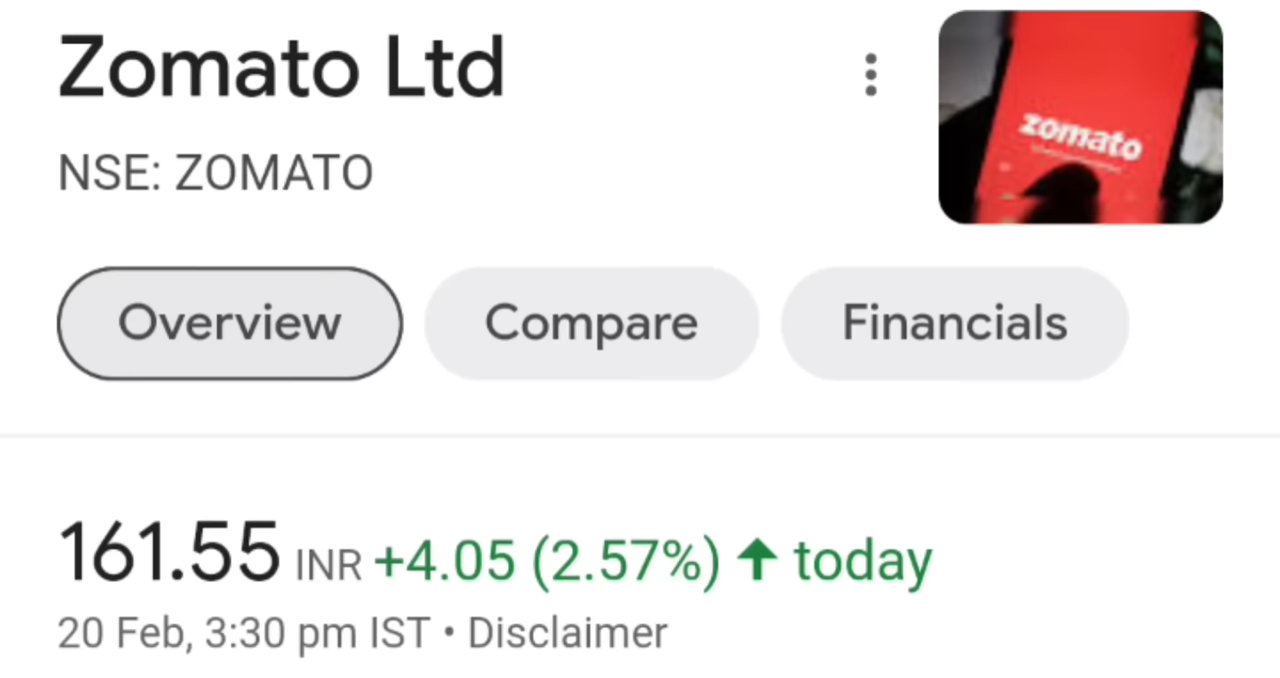 Zomato Ltd
zomato
NSE: ZOMATO
Overview Compare Financials
161.55 INR +4.05 (2.57%) ↑ today
20 Feb, 3:30 pm IST • Disclaimer